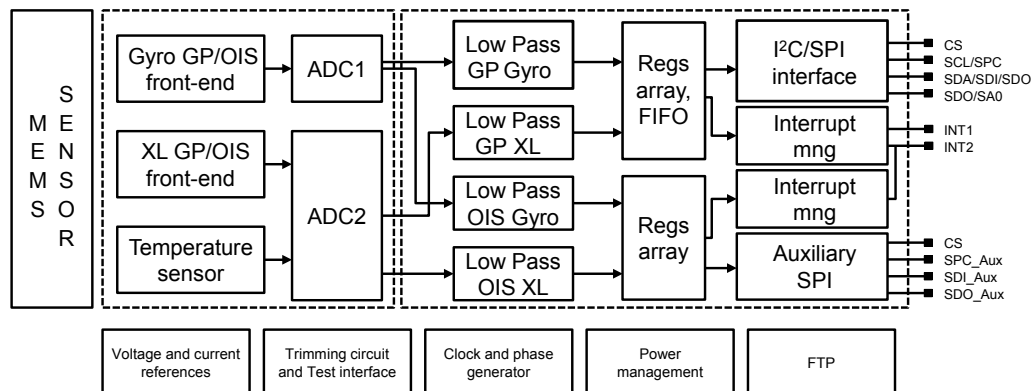 MEMS
SENSOR
Gyro GP/OIS
front-end
XL GP/OIS
front-end
Temperature
sensor
ADC1
ADC2
Low Pass
GP Gyro
Low Pass
GP XL
Low Pass
OIS Gyro
Low Pass
OIS XL
Regs
array,
FIFO
Regs
array
I²C/SPI
interface
Interrupt
mng
Interrupt
mng
Auxiliary
SPI
CS
SCL/SPC
SDA/SDI/SDO
SDO/SA0
INT1
INT2
CS
SPC_Aux
SDI_Aux
SDO_Aux
Voltage and current
references
Trimming circuit
and Test interface
Clock and phase
generator
Power
management
FTP